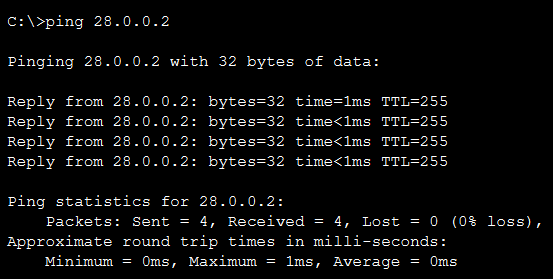 C:\>ping 28.0.0.2
Pinging 28.0.0.2 with 32 bytes of data:
Reply from 28.0.0.2: bytes=32 time=1ms TTL=255
Reply from 28.0.0.2: bytes=32 time<1ms TTL=255
Reply from 28.0.0.2: bytes=32 time<1ms TTL=255
Reply from 28.0.0.2: bytes=32 time<1ms TTL=255
Ping statistics for 28.0.0.2:
    Packets: Sent = 4, Received = 4, Lost = 0 (0% loss),
Approximate round trip times in milli-seconds:
    Minimum = 0ms, Maximum = 1ms, Average = 0ms